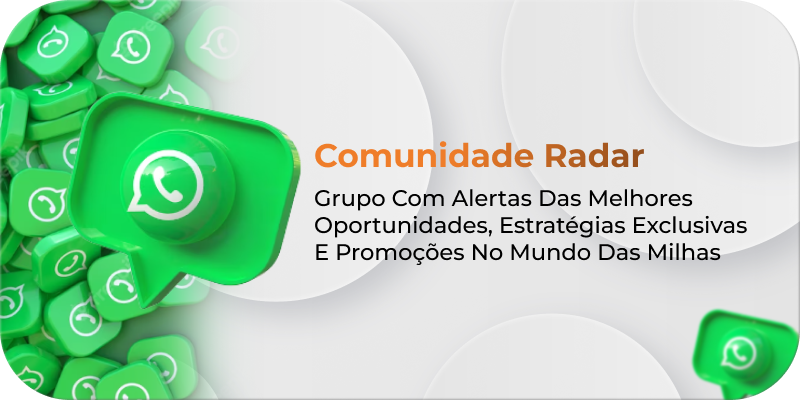 Comunidade Radar
Grupo Com Alertas Das Melhores
Oportunidades, Estratégias Exclusivas
E Promoções No Mundo Das Milhas